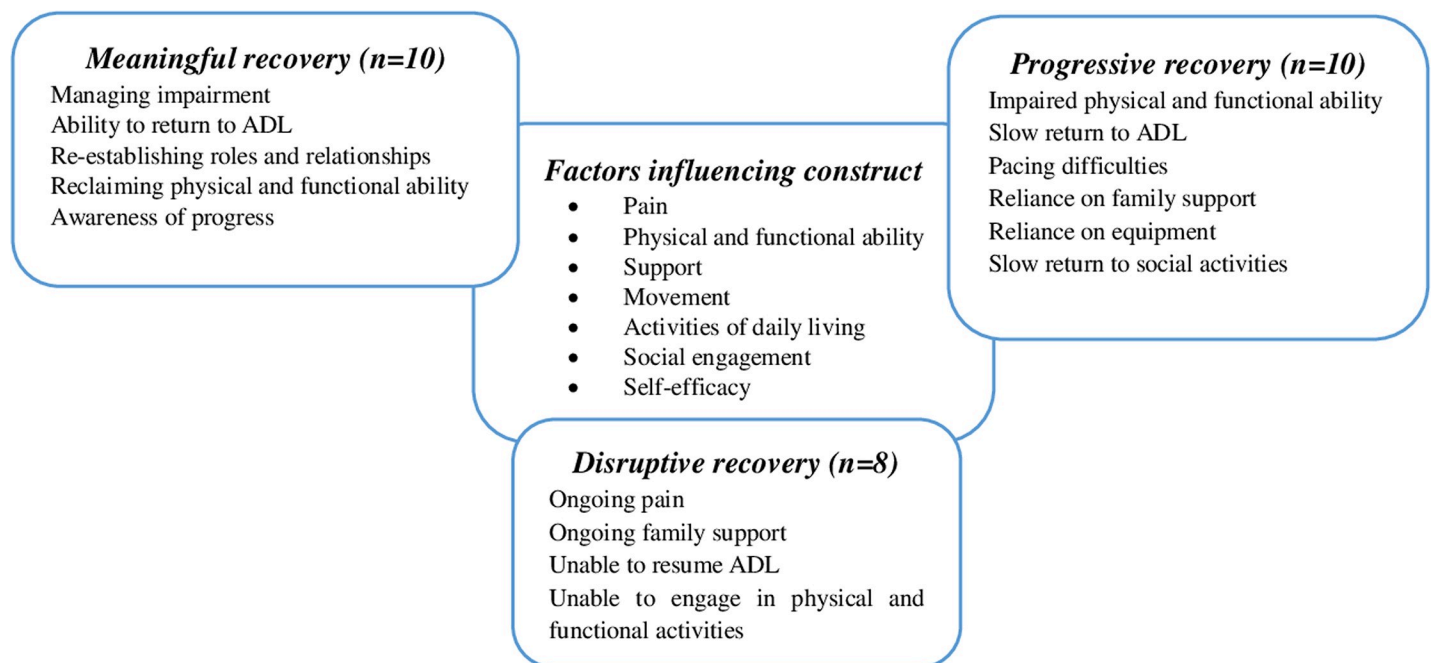 Meaningful recovery (n=10)
Managing impairment
Ability to return to ADL
Re-establishing roles and relationships
Reclaiming physical and functional ability
Awareness of progress
Factors influencing construct
• Pain
• Physical and functional ability
• Support
• Movement
• Activities of daily living
• Social engagement
• Self-efficacy
Progressive recovery (n=10)
Impaired physical and functional ability
Slow return to ADL
Pacing difficulties
Reliance on family support
Reliance on equipment
Slow return to social activities
Disruptive recovery (n=8)
Ongoing pain
Ongoing family support
Unable to resume ADL
Unable to engage in physical and
functional activities